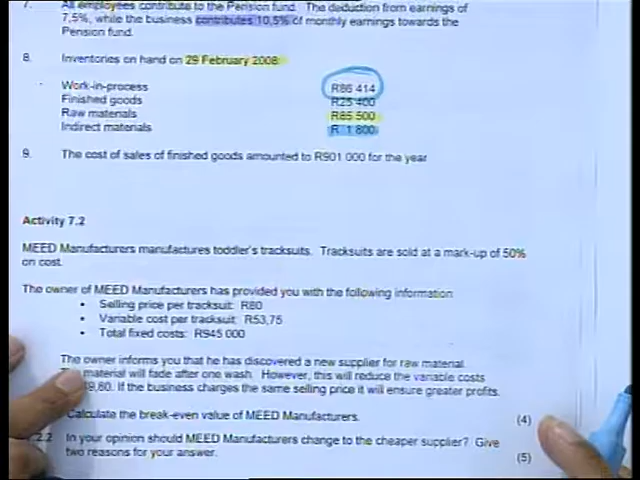 7. All employees contribute to the Pension fund. The deduction from earnings of
7,5%, while the business contributes 10,5% of monthly earnings towards the
Pension fund.
8. Inventories on hand on 29 February 2008:
Work-in-process R86 414
Finished goods R25 400
Raw materials R85 500
Indirect materials R 1 800
9. The cost of sales of finished goods amounted to R901 000 for the year
Activity 7.2
MEED Manufacturers manufactures toddler's tracksuits. Tracksuits are sold at a mark-up of 50%
on cost.
The owner of MEED Manufacturers has provided you with the following information
• Selling price per tracksuit: R80
• Variable cost per tracksuit: R53,75
• Total fixed costs: R945 000
The owner informs you that he has discovered a new supplier for raw material.
material will fade after one wash. However, this will reduce the variable costs
If the business charges the same selling price it will ensure greater profits.
Calculate the break-even value of MEED Manufacturers. (4)
2.2 In your opinion should MEED Manufacturers change to the cheaper supplier? Give
two reasons for your answer. (5)